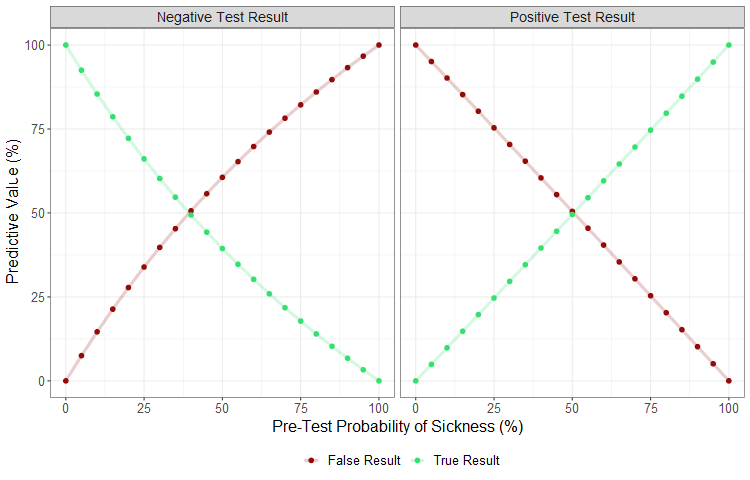 Negative Test Result
Positive Test Result
Predictive Value (%)
100
75
50
25
0
0 25 50 75 100
0 25 50 75 100
Pre-Test Probability of Sickness (%)
False Result True Result